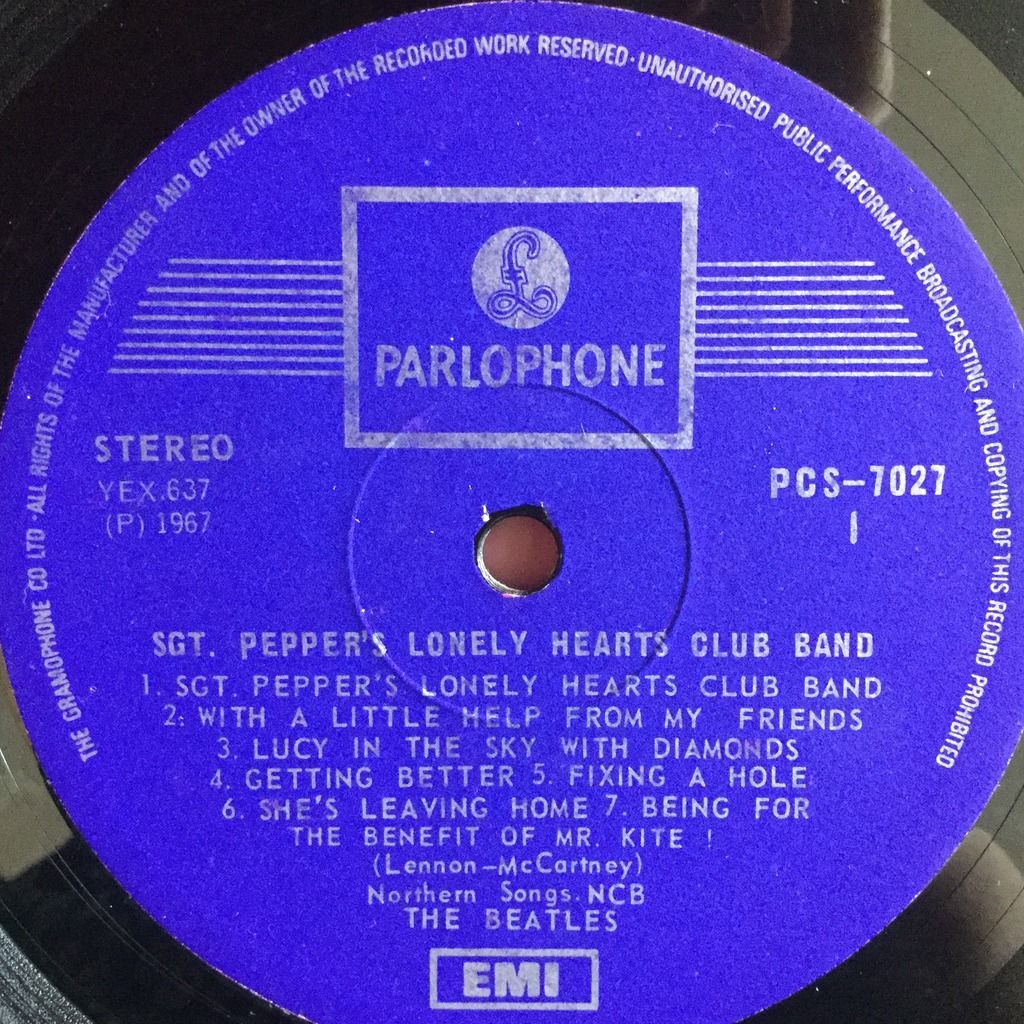 THE GRAMOPHONE CO LTD · ALL RIGHTS OF THE MANUFACTURER AND OF THE OWNER OF THE RECORDED WORK RESERVED · UNAUTHORISED PUBLIC PERFORMANCE BROADCASTING AND COPYING OF THIS RECORD PROHIBITED
£
PARLOPHONE
STEREO
YEX.637
(P) 1967
PCS-7027
1
SGT. PEPPER'S LONELY HEARTS CLUB BAND
1. SGT. PEPPER'S LONELY HEARTS CLUB BAND
2: WITH A LITTLE HELP FROM MY FRIENDS
3. LUCY IN THE SKY WITH DIAMONDS
4. GETTING BETTER 5. FIXING A HOLE
6. SHE'S LEAVING HOME 7. BEING FOR
THE BENEFIT OF MR. KITE !
(Lennon-McCartney)
Northern Songs. NCB
THE BEATLES
EMI